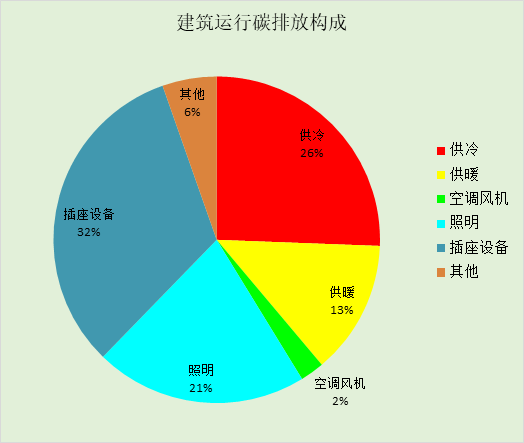 建筑运行碳排放构成
其他
6%
供冷
26%
插座设备
32%
供暖
13%
照明
21%
空调风机
2%
供冷
供暖
空调风机
照明
插座设备
其他